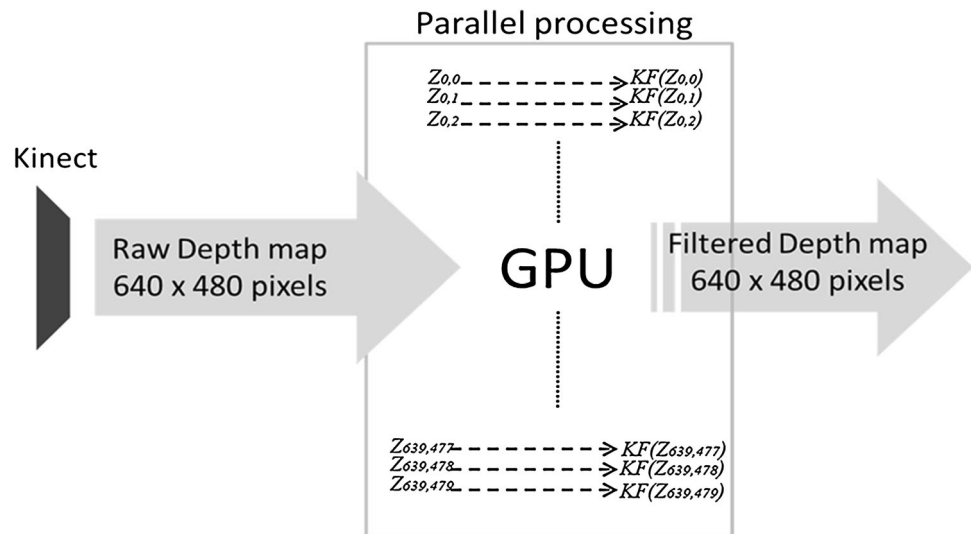 Parallel processing
Z0,0 KF(Z0,0)
Z0,1 KF(Z0,1)
Z0,2 KF(Z0,2)
Kinect
Raw Depth map
640 x 480 pixels
GPU
Filtered Depth map
640 x 480 pixels
Z639,477 KF(Z639,477)
Z639,478 KF(Z639,478)
Z639,479 KF(Z639,479)